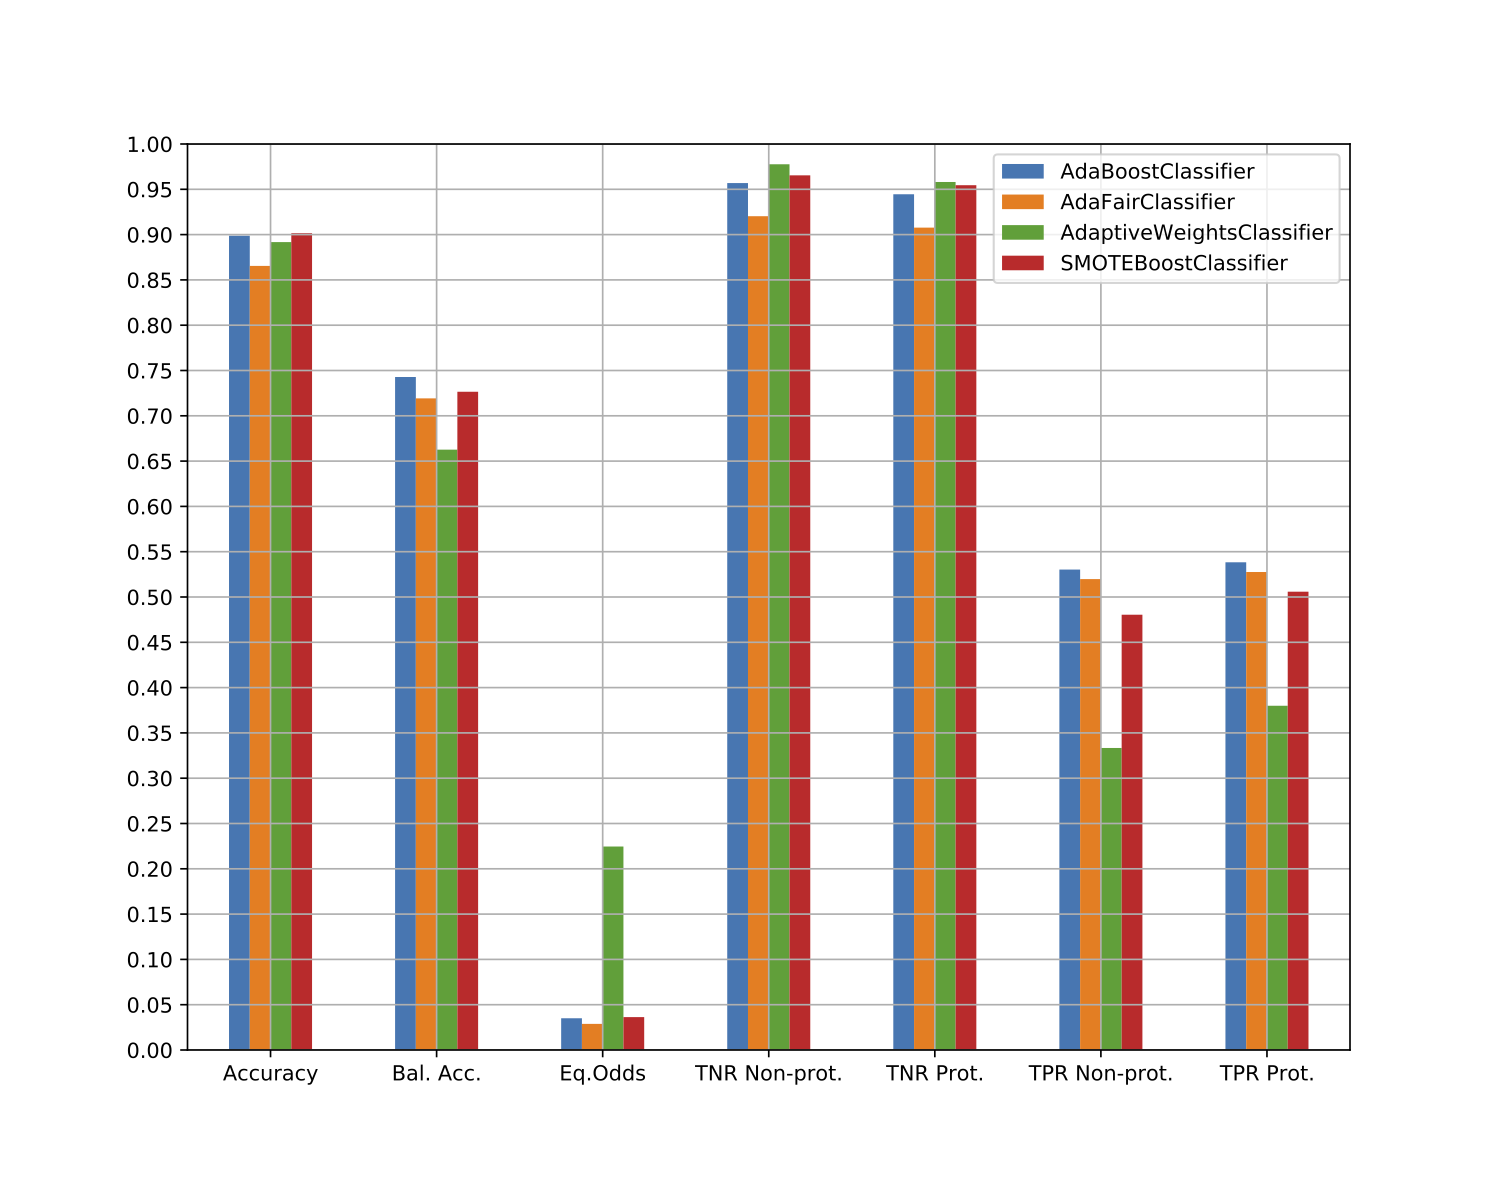 1.00
0.95
0.90
0.85
0.80
0.75
0.70
0.65
0.60
0.55
0.50
0.45
0.40
0.35
0.30
0.25
0.20
0.15
0.10
0.05
0.00
AdaBoostClassifier
AdaFairClassifier
AdaptiveWeightsClassifier
SMOTEBoostClassifier
Accuracy
Bal. Acc.
Eq.Odds
TNR Non-prot.
TNR Prot.
TPR Non-prot.
TPR Prot.